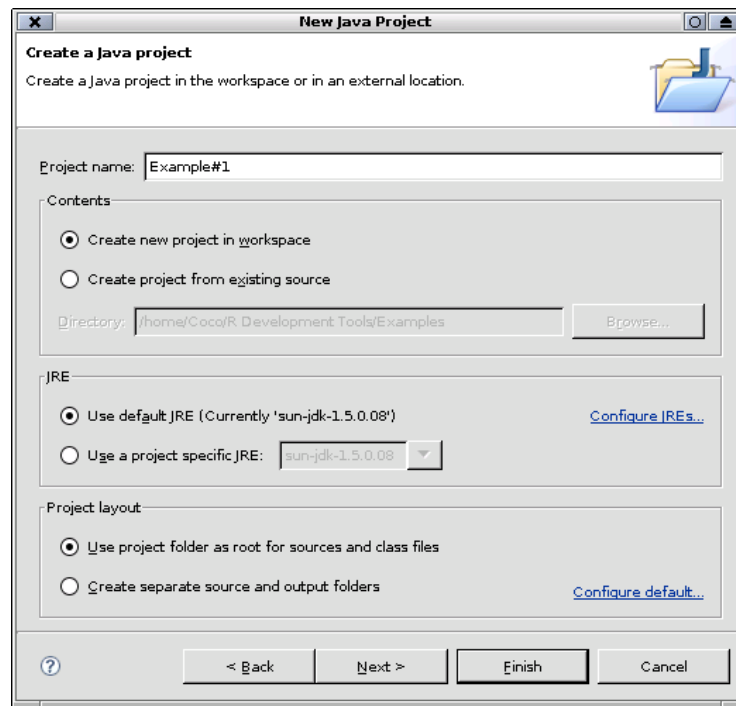 New Java Project
Create a Java project
Create a Java project in the workspace or in an external location.
Project name: Example#1
Contents
Create new project in workspace
Create project from existing source
Directory: /home/Coco/R Development Tools/Examples Browse...
JRE
Use default JRE (Currently 'sun-jdk-1.5.0.08') Configure JREs...
Use a project specific JRE: sun-jdk-1.5.0.08
Project layout
Use project folder as root for sources and class files
Create separate source and output folders Configure default...
? < Back Next > Finish Cancel